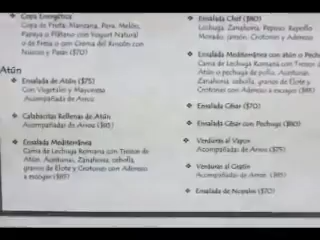 Copa Energética
Copa de Fruta: Manzana, Pera, Melón,
Papaya o Plátano con Yogurt Natural
o de Fresa o con Crema del Rincón con
Nueces y Pasas ($70)
Atún
Ensalada de Atún ($75)
Con Vegetales y Mayonesa
Acompañadas de Arroz
Calabacitas Rellenas de Atún
Acompañadas de Arroz ($85)
Ensalada Mediterránea
Cama de Lechuga Romana con Trozos de
Atún. Aceitunas, Zanahoria, cebolla,
granos de Elote y Crotones con Aderezo
a escoger ($85)
Ensalada Chef ($80)
Lechuga, Zanahoria, Pepino, Repollo
Morado, Jamón, Crotones y Aderezo
Ensalada Mediterránea con atún o Pech
Cama de Lechuga Romana con Trozos de
Atún o pechuga de pollo. Aceitunas,
Zanahoria, cebolla, granos de Elote y
Crotones con Aderezo a escoger ($85)
Ensalada César ($70)
Ensalada César con Pechuga ($80)
Verduras al Vapor
Acompañadas de Arroz ($75)
Verduras al Gratin
Acompañadas de Arroz ($85)
Ensalada de Nopales ($70)